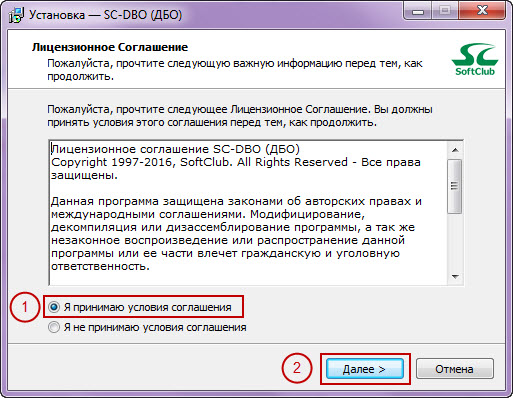 Установка — SC-DBO (ДБО)
Лицензионное Соглашение
Пожалуйста, прочтите следующую важную информацию перед тем, как
продолжить.
SC
SoftClub
Пожалуйста, прочтите следующее Лицензионное Соглашение. Вы должны
принять условия этого соглашения перед тем, как продолжить.
Лицензионное соглашение SC-DBO (ДБО)
Copyright 1997-2016, SoftClub. All Rights Reserved - Все права
защищены.
Данная программа защищена законами об авторских правах и
международными соглашениями. Модифицирование,
декомпиляция или дизассемблирование программы, а так же
незаконное воспроизведение или распространение данной
программы или ее части влечет гражданскую и уголовную
ответственность.
1
Я принимаю условия соглашения
Я не принимаю условия соглашения
2
Далее >
Отмена